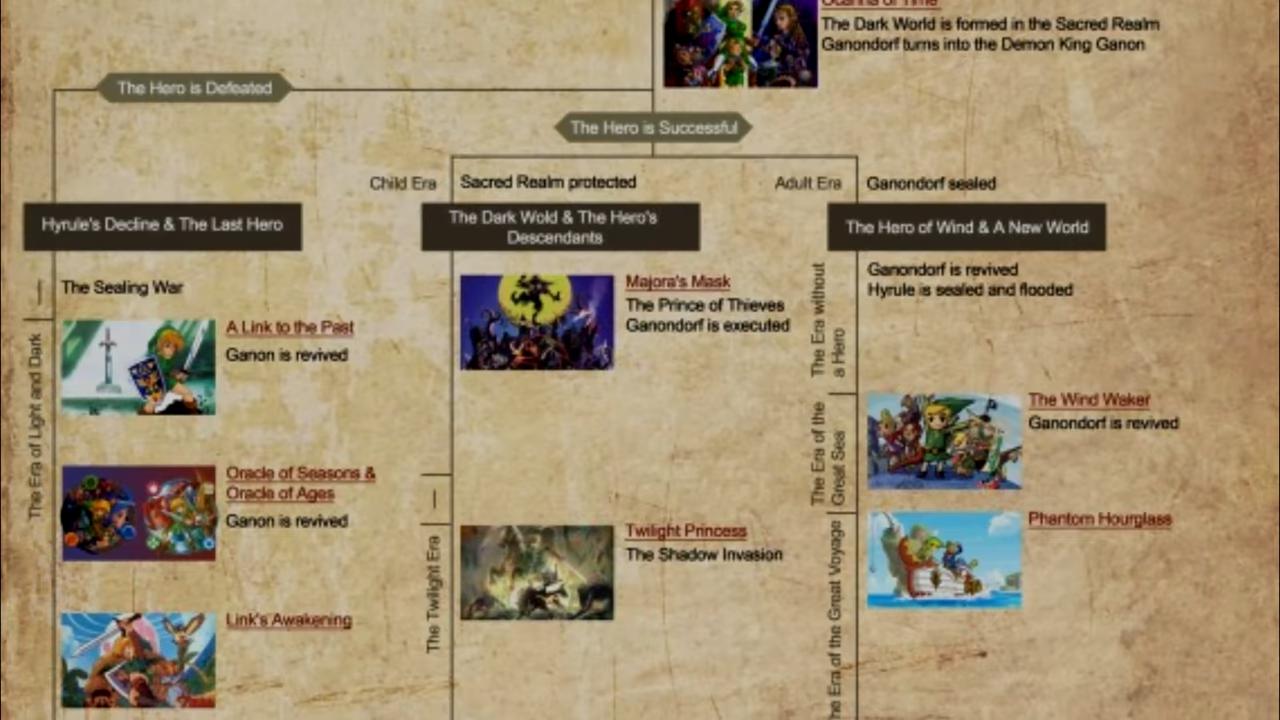 Ocarina of Time
The Dark World is formed in the Sacred Realm
Ganondorf turns into the Demon King Ganon
The Hero is Defeated
The Hero is Successful
Child Era
Sacred Realm protected
Adult Era
Ganondorf sealed
Hyrule's Decline & The Last Hero
The Dark Wold & The Hero's
Descendants
The Hero of Wind & A New World
The Sealing War
The Era of Light and Dark
A Link to the Past
Ganon is revived
Oracle of Seasons &
Oracle of Ages
Ganon is revived
Link's Awakening
Majora's Mask
The Prince of Thieves
Ganondorf is executed
The Twilight Era
Twilight Princess
The Shadow Invasion
The Era without
a Hero
Ganondorf is revived
Hyrule is sealed and flooded
The Era of the
Great Sea
The Wind Waker
Ganondorf is revived
he Era of the Great Voyage
Phantom Hourglass